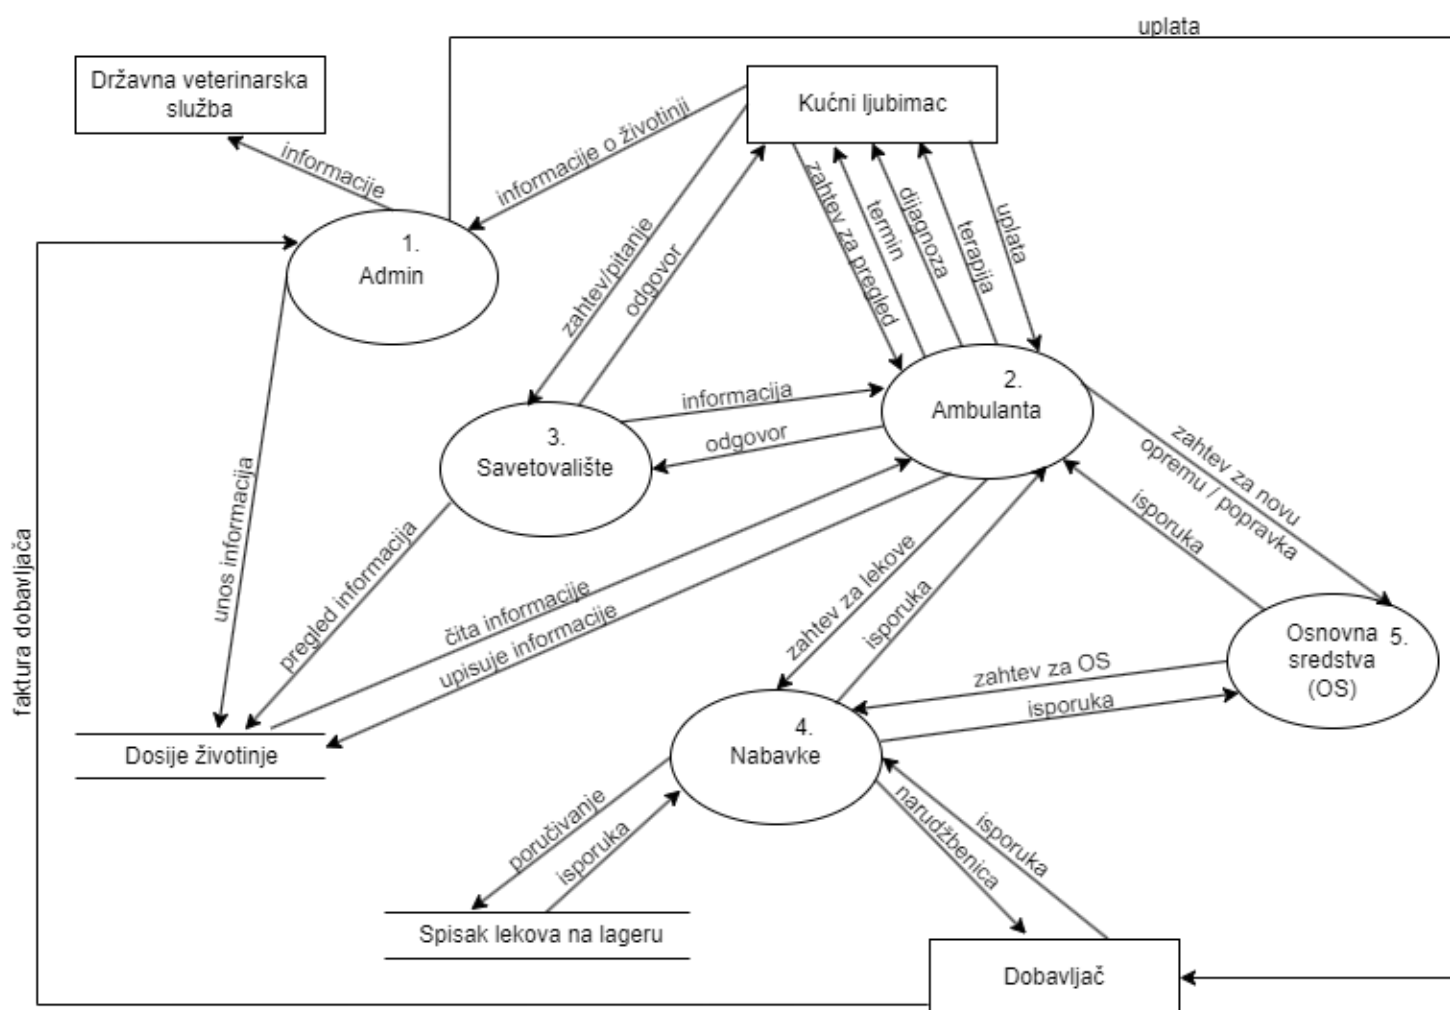 uplata
Državna veterinarska
služba
Kućni ljubimac
informacije
informacije o životinji
zahtev/pitanje
odgovor
zahtev za pregled
termin
dijagnoza
terapija
uplata
1.
Admin
2.
Ambulanta
informacija
odgovor
3.
Savetovalište
zahtev za novu
opremu / popravka
isporuka
unos informacija
pregled informacija
čita informacije
upisuje informacije
zahtev za lekove
isporuka
faktura dobavljača
Osnovna
sredstva
(OS)
5.
zahtev za OS
isporuka
4.
Nabavke
Dosije životinje
poručivanje
isporuka
narudžbenica
isporuka
Spisak lekova na lageru
Dobavljač